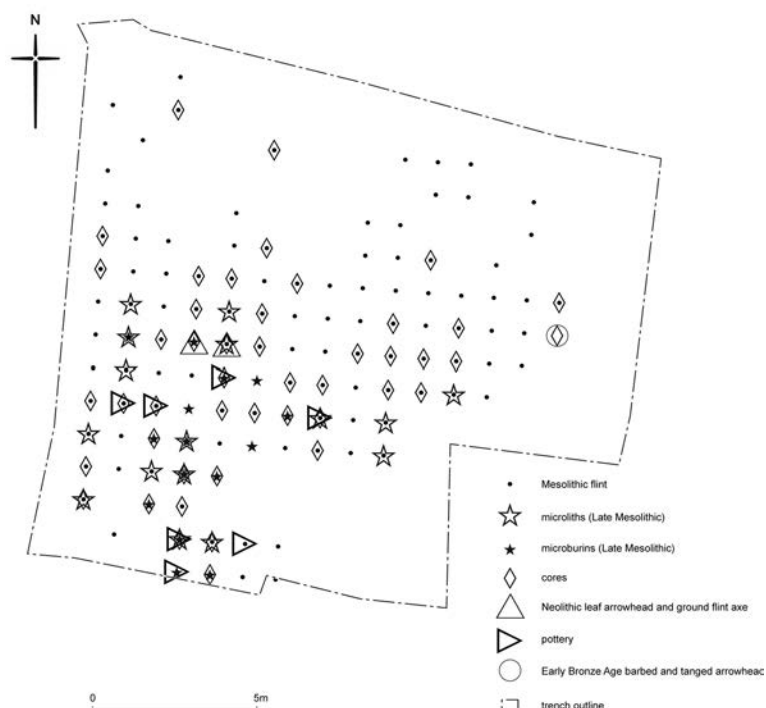 N
Mesolithic flint
microliths (Late Mesolithic)
microburins (Late Mesolithic)
cores
Neolithic leaf arrowhead and ground flint axe
pottery
Early Bronze Age barbed and tanged arrowheac
0 5m
trench outline